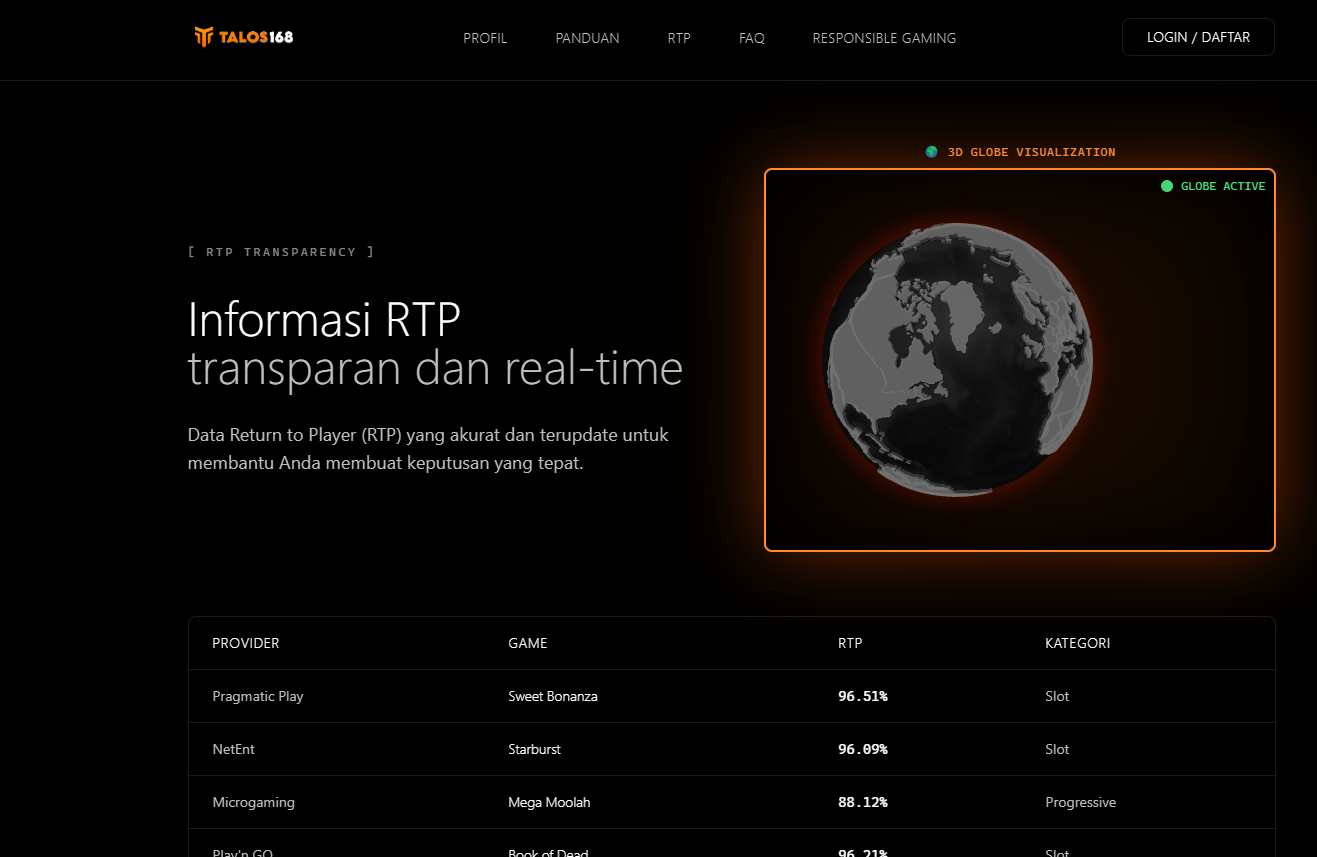 TALOS168
PROFIL
PANDUAN
RTP
FAQ
RESPONSIBLE GAMING
LOGIN / DAFTAR
3D GLOBE VISUALIZATION
GLOBE ACTIVE
[ RTP TRANSPARENCY ]
Informasi RTP
transparan dan real-time
Data Return to Player (RTP) yang akurat dan terupdate untuk
membantu Anda membuat keputusan yang tepat.
PROVIDER GAME RTP KATEGORI
Pragmatic Play Sweet Bonanza 96.51% Slot
NetEnt Starburst 96.09% Slot
Microgaming Mega Moolah 88.12% Progressive
Play'n GO Book of Dead 96.21% Slot